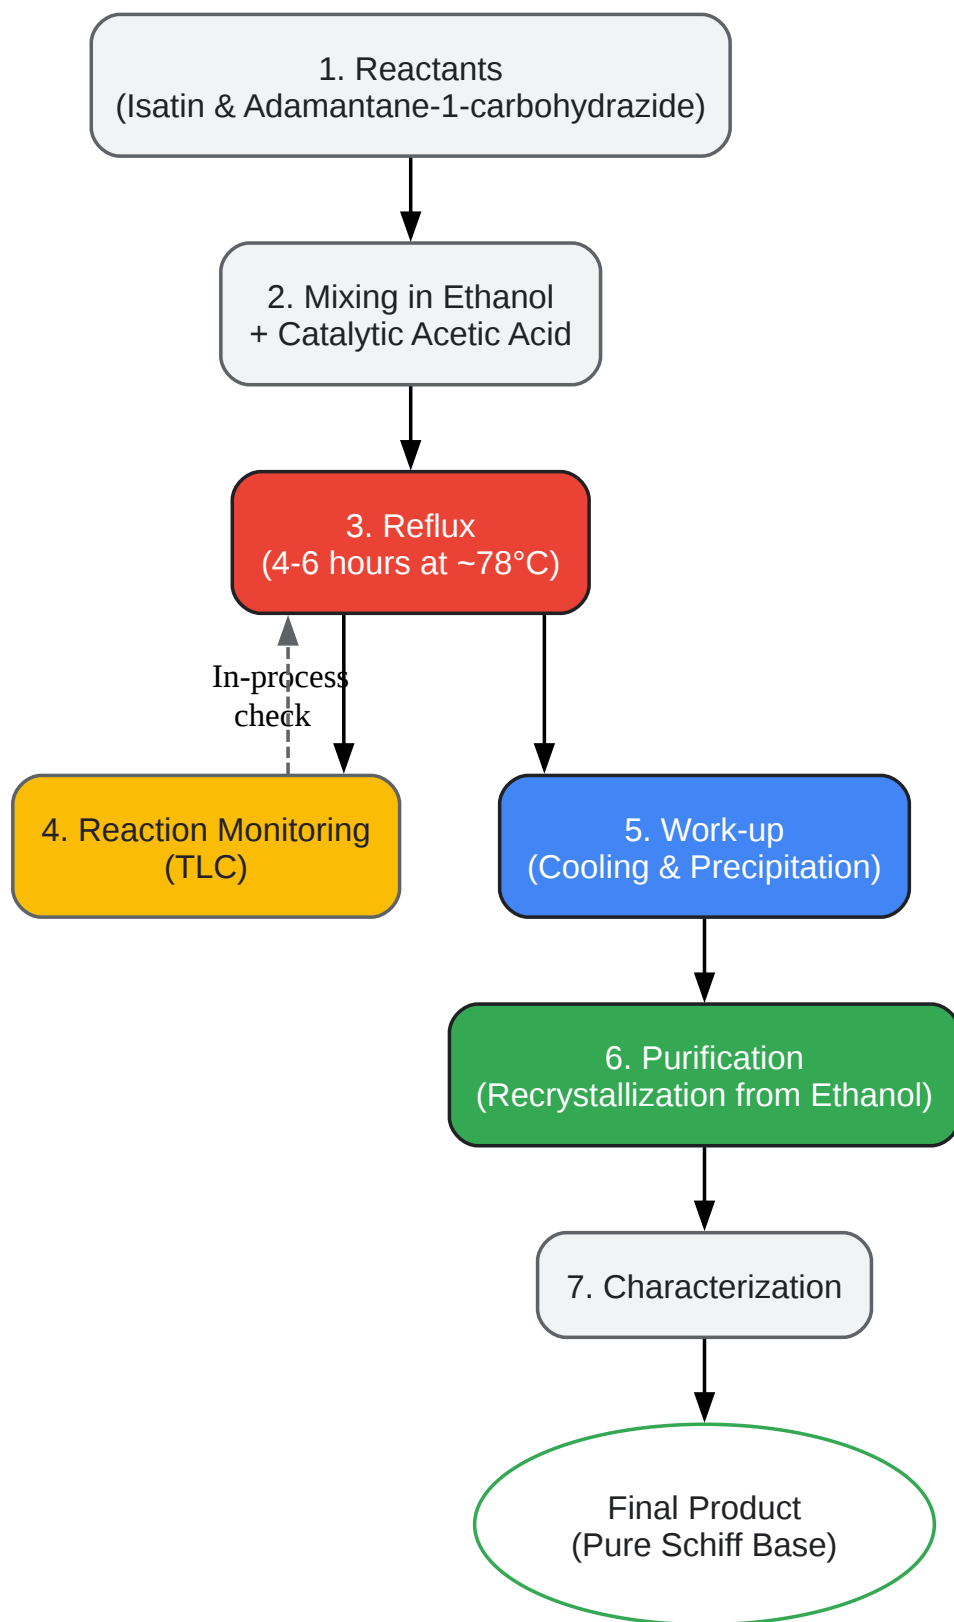 1. Reactants
(Isatin & Adamantane-1-carbohydrazide)
2. Mixing in Ethanol
+ Catalytic Acetic Acid
3. Reflux
(4-6 hours at ~78°C)
In-process
check
4. Reaction Monitoring
(TLC)
5. Work-up
(Cooling & Precipitation)
6. Purification
(Recrystallization from Ethanol)
7. Characterization
Final Product
(Pure Schiff Base)